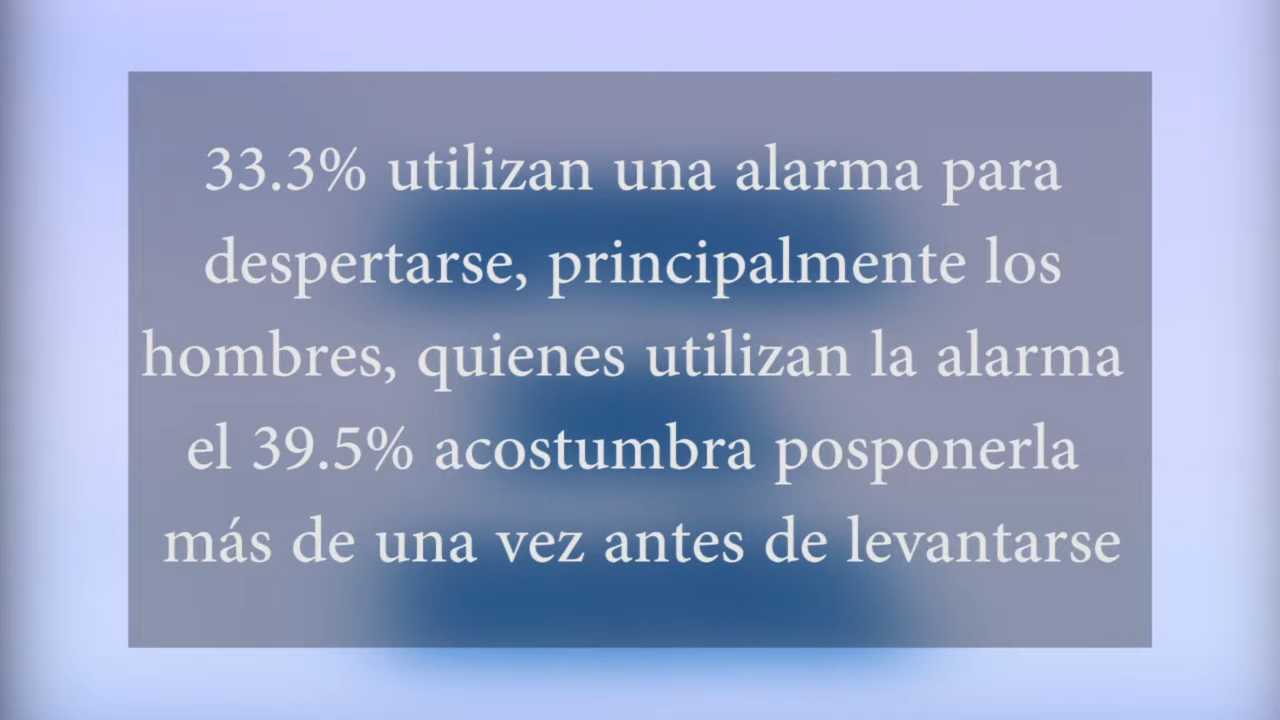 33.3% utilizan una alarma para
despertarse, principalmente los
hombres, quienes utilizan la alarma
el 39.5% acostumbra posponerla
más de una vez antes de levantarse